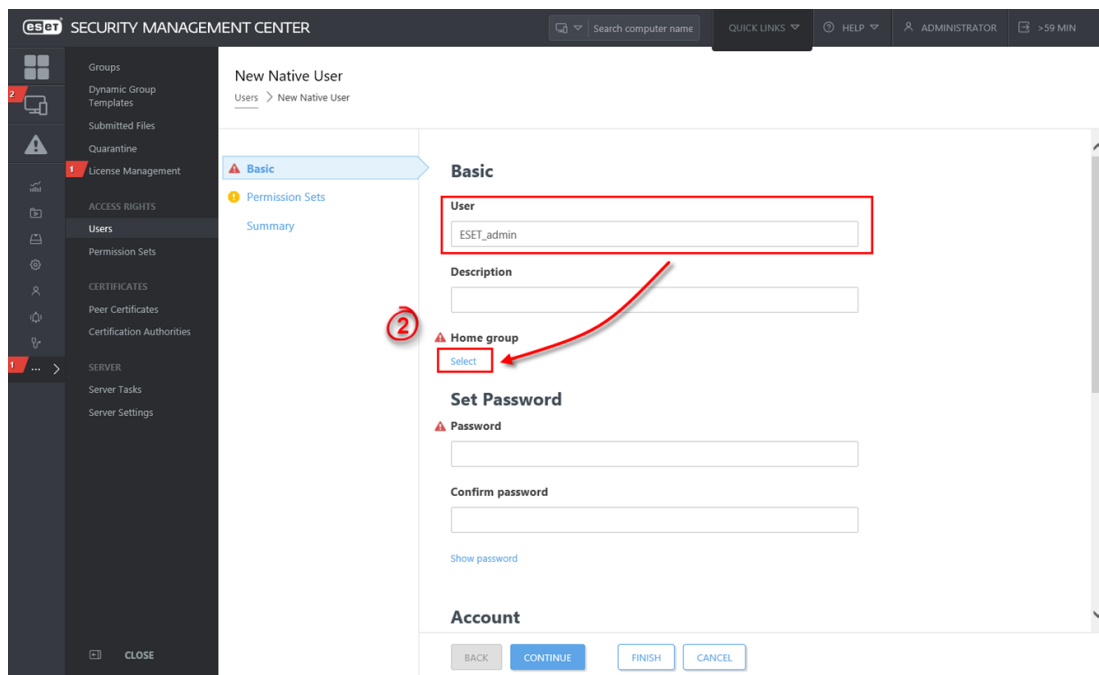 eset SECURITY MANAGEMENT CENTER
Search computer name
QUICK LINKS
HELP
ADMINISTRATOR
>59 MIN
2
1
1
...
Groups
Dynamic Group
Templates
Submitted Files
Quarantine
License Management
ACCESS RIGHTS
Users
Permission Sets
CERTIFICATES
Peer Certificates
Certification Authorities
SERVER
Server Tasks
Server Settings
CLOSE
New Native User
Users > New Native User
Basic
Permission Sets
Summary
Basic
User
ESET_admin
Description
2
Home group
Select
Set Password
Password
Confirm password
Show password
Account
BACK
CONTINUE
FINISH
CANCEL